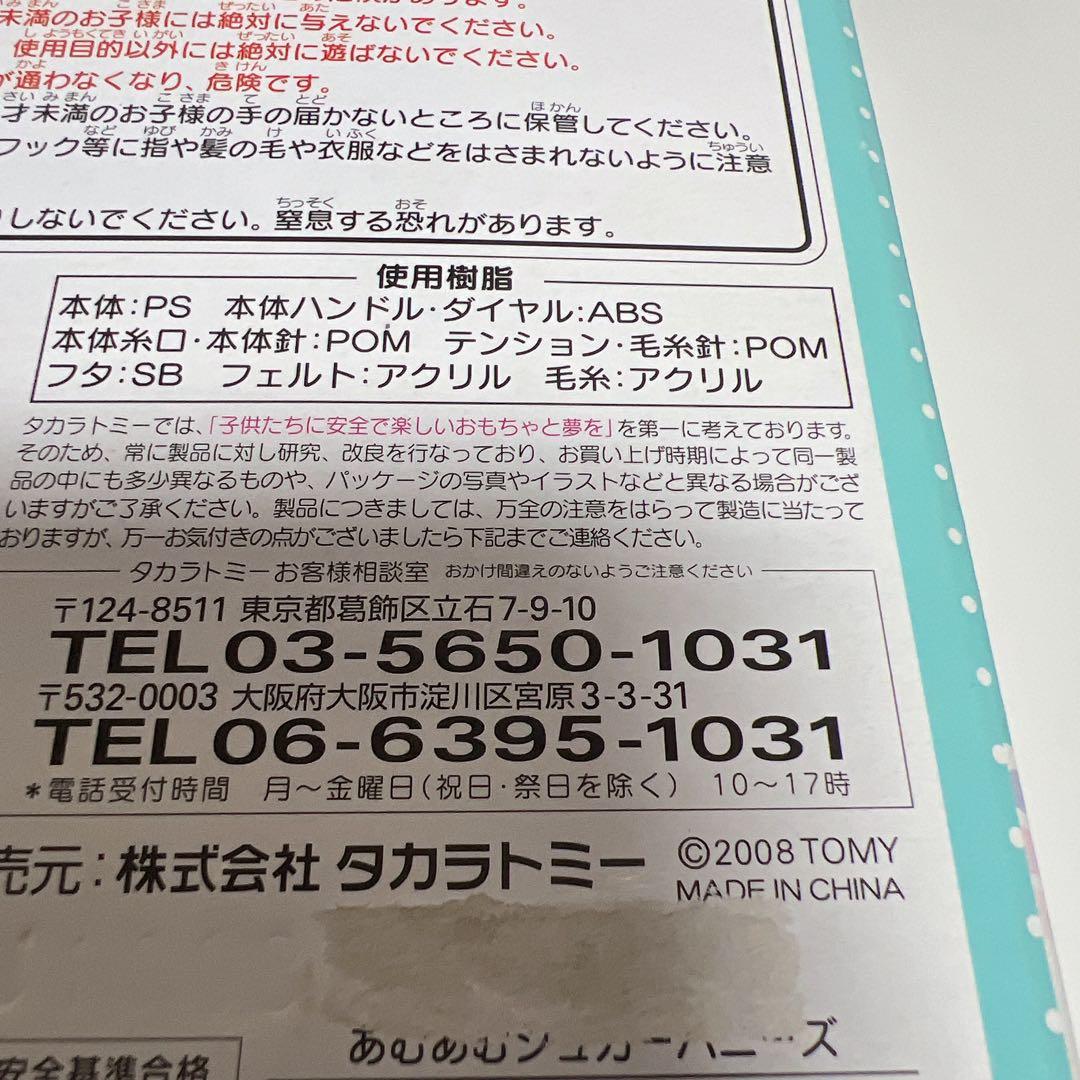 未満のお子様には絶対に与えないでください。
使用目的以外には絶対に遊ばないでください。
が通わなくなり、危険です。
才未満のお子様の手の届かないところに保管してください。
フック等に指や髪の毛や衣服などをはさまれないように注意
しないでください。窒息する恐れがあります。
使用樹脂
本体:PS 本体ハンドル・ダイヤル:ABS
本体糸口・本体針:POM テンション・毛糸針:POM
フタ:SB フェルト:アクリル 毛糸:アクリル
タカラトミーでは、「子供たちに安全で楽しいおもちゃと夢を」を第一に考えております。
そのため、常に製品に対し研究、改良を行なっており、お買い上げ時期によって同一製
品の中にも多少異なるものや、パッケージの写真やイラストなどと異なる場合がござ
いますがご了承ください。製品につきましては、万全の注意をはらって製造に当たって
おりますが、万一お気付きの点がございましたら下記までご連絡ください。
タカラトミーお客様相談室 おかけ間違えのないようご注意ください
〒124-8511 東京都葛飾区立石7-9-10
TEL 03-5650-1031
〒532-0003 大阪府大阪市淀川区宮原3-3-31
TEL 06-6395-1031
*電話受付時間 月〜金曜日(祝日・祭日を除く) 10〜17時
売元:株式会社 タカラトミー ©2008 TOMY
MADE IN CHINA
あむあむシュガーバニーズ
安全基準合格